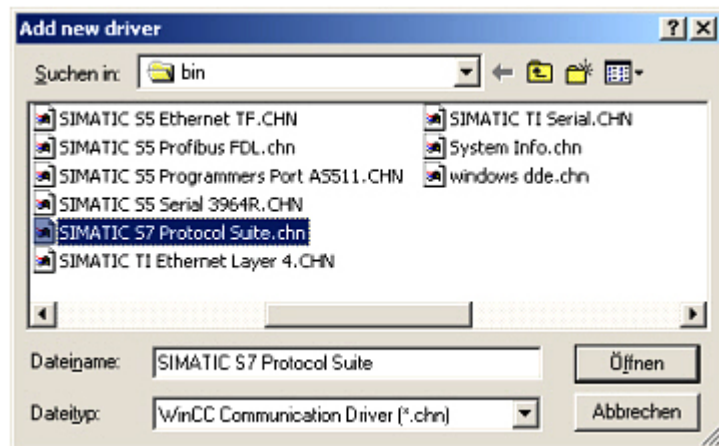 Add new driver
Suchen in: bin
SIMATIC S5 Ethernet TF.CHN
SIMATIC S5 Profibus FDL.chn
SIMATIC S5 Programmers Port AS511.CHN
SIMATIC S5 Serial 3964R.CHN
SIMATIC S7 Protocol Suite.chn
SIMATIC TI Ethernet Layer 4.CHN
SIMATIC TI Serial.CHN
System Info.chn
windows dde.chn
Dateiname: SIMATIC S7 Protocol Suite Öffnen
Dateityp: WinCC Communication Driver (*.chn) Abbrechen